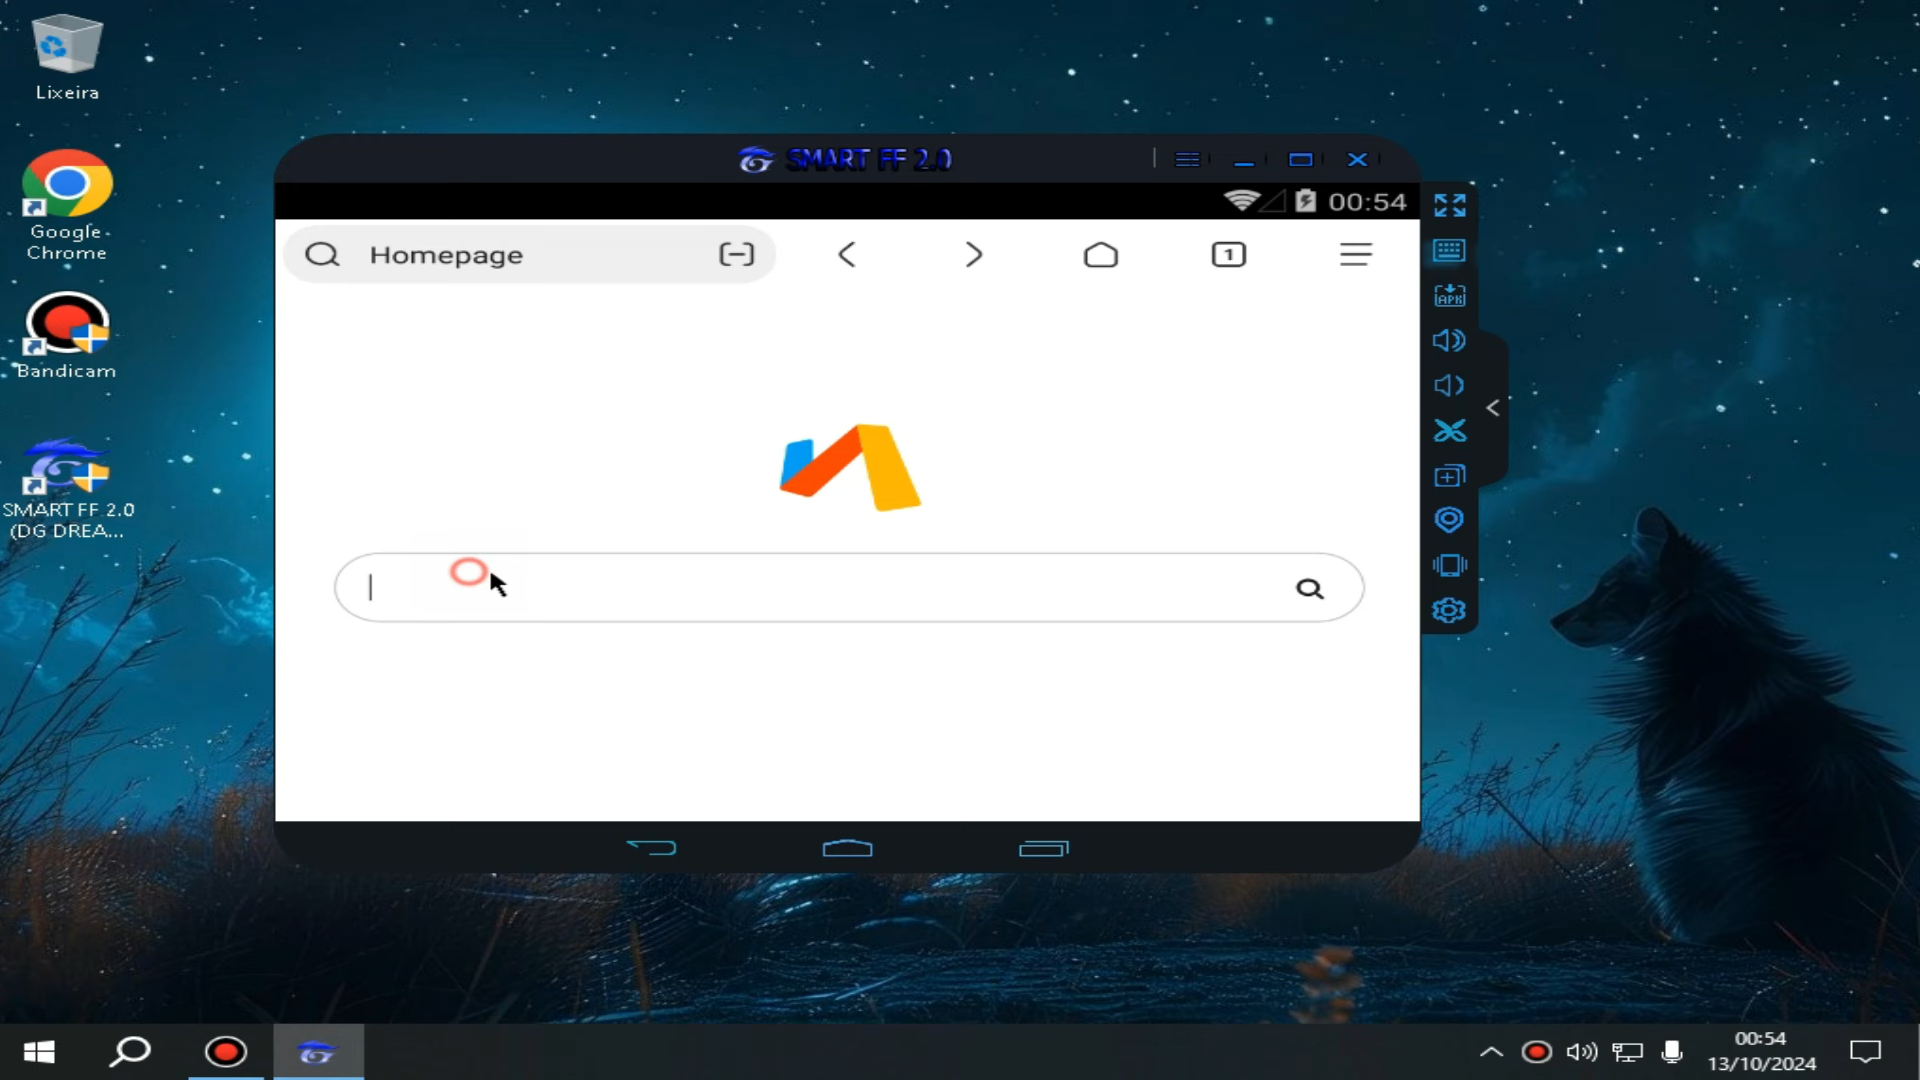 Lixeira
Google
Chrome
Bandicam
SMART FF 2.0
(DG DREA...
SMART FF 2.0
00:54
Homepage
1
APK
00:54
13/10/2024